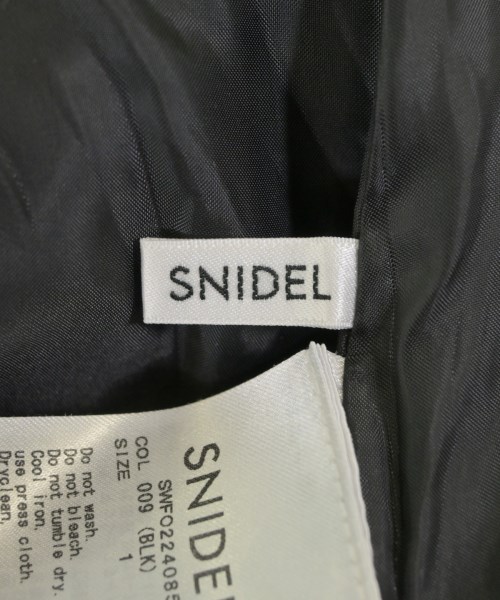 SNIDEL
SNIDEL
SWFO224085
COL 009 (BLK)
SIZE 1
Do not wash.
Do not bleach.
Do not tumble dry.
Cool iron.
use press cloth.
Dryclean,